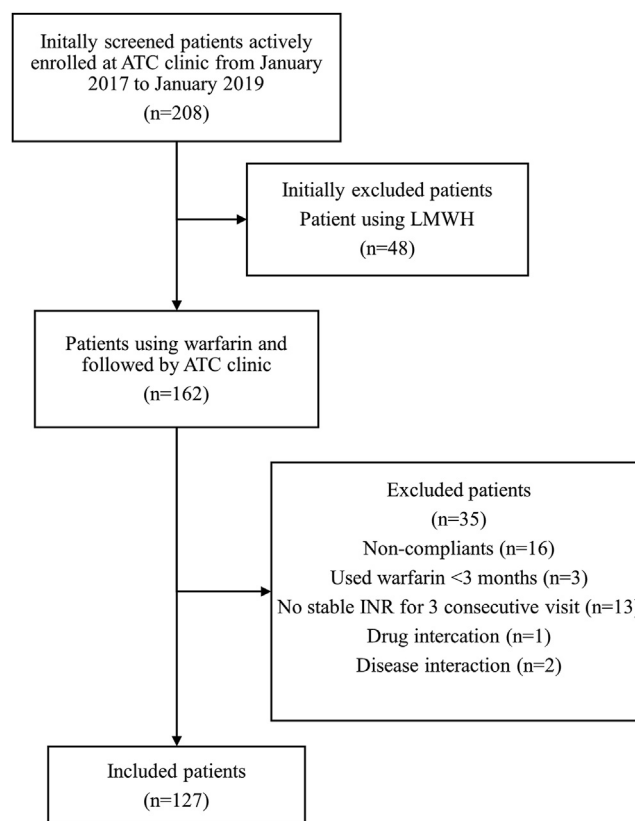 Initally screened patients actively
enrolled at ATC clinic from January
2017 to January 2019
(n=208)
Initially excluded patients
Patient using LMWH
(n=48)
Patients using warfarin and
followed by ATC clinic
(n=162)
Excluded patients
(n=35)
Non-compliants (n=16)
Used warfarin <3 months (n=3)
No stable INR for 3 consecutive visit (n=13)
Drug intercation (n=1)
Disease interaction (n=2)
Included patients
(n=127)